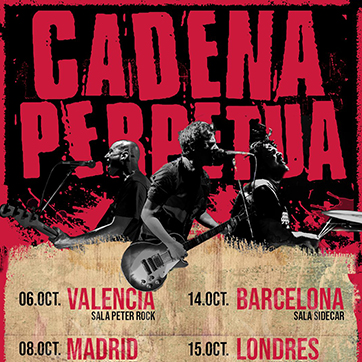 CADENA
PERPETUA
06.OCT. VALENCIA
SALA PETER ROCK
14.OCT. BARCELONA
SALA SIDECAR
08.OCT. MADRID
15.OCT. LONDRES